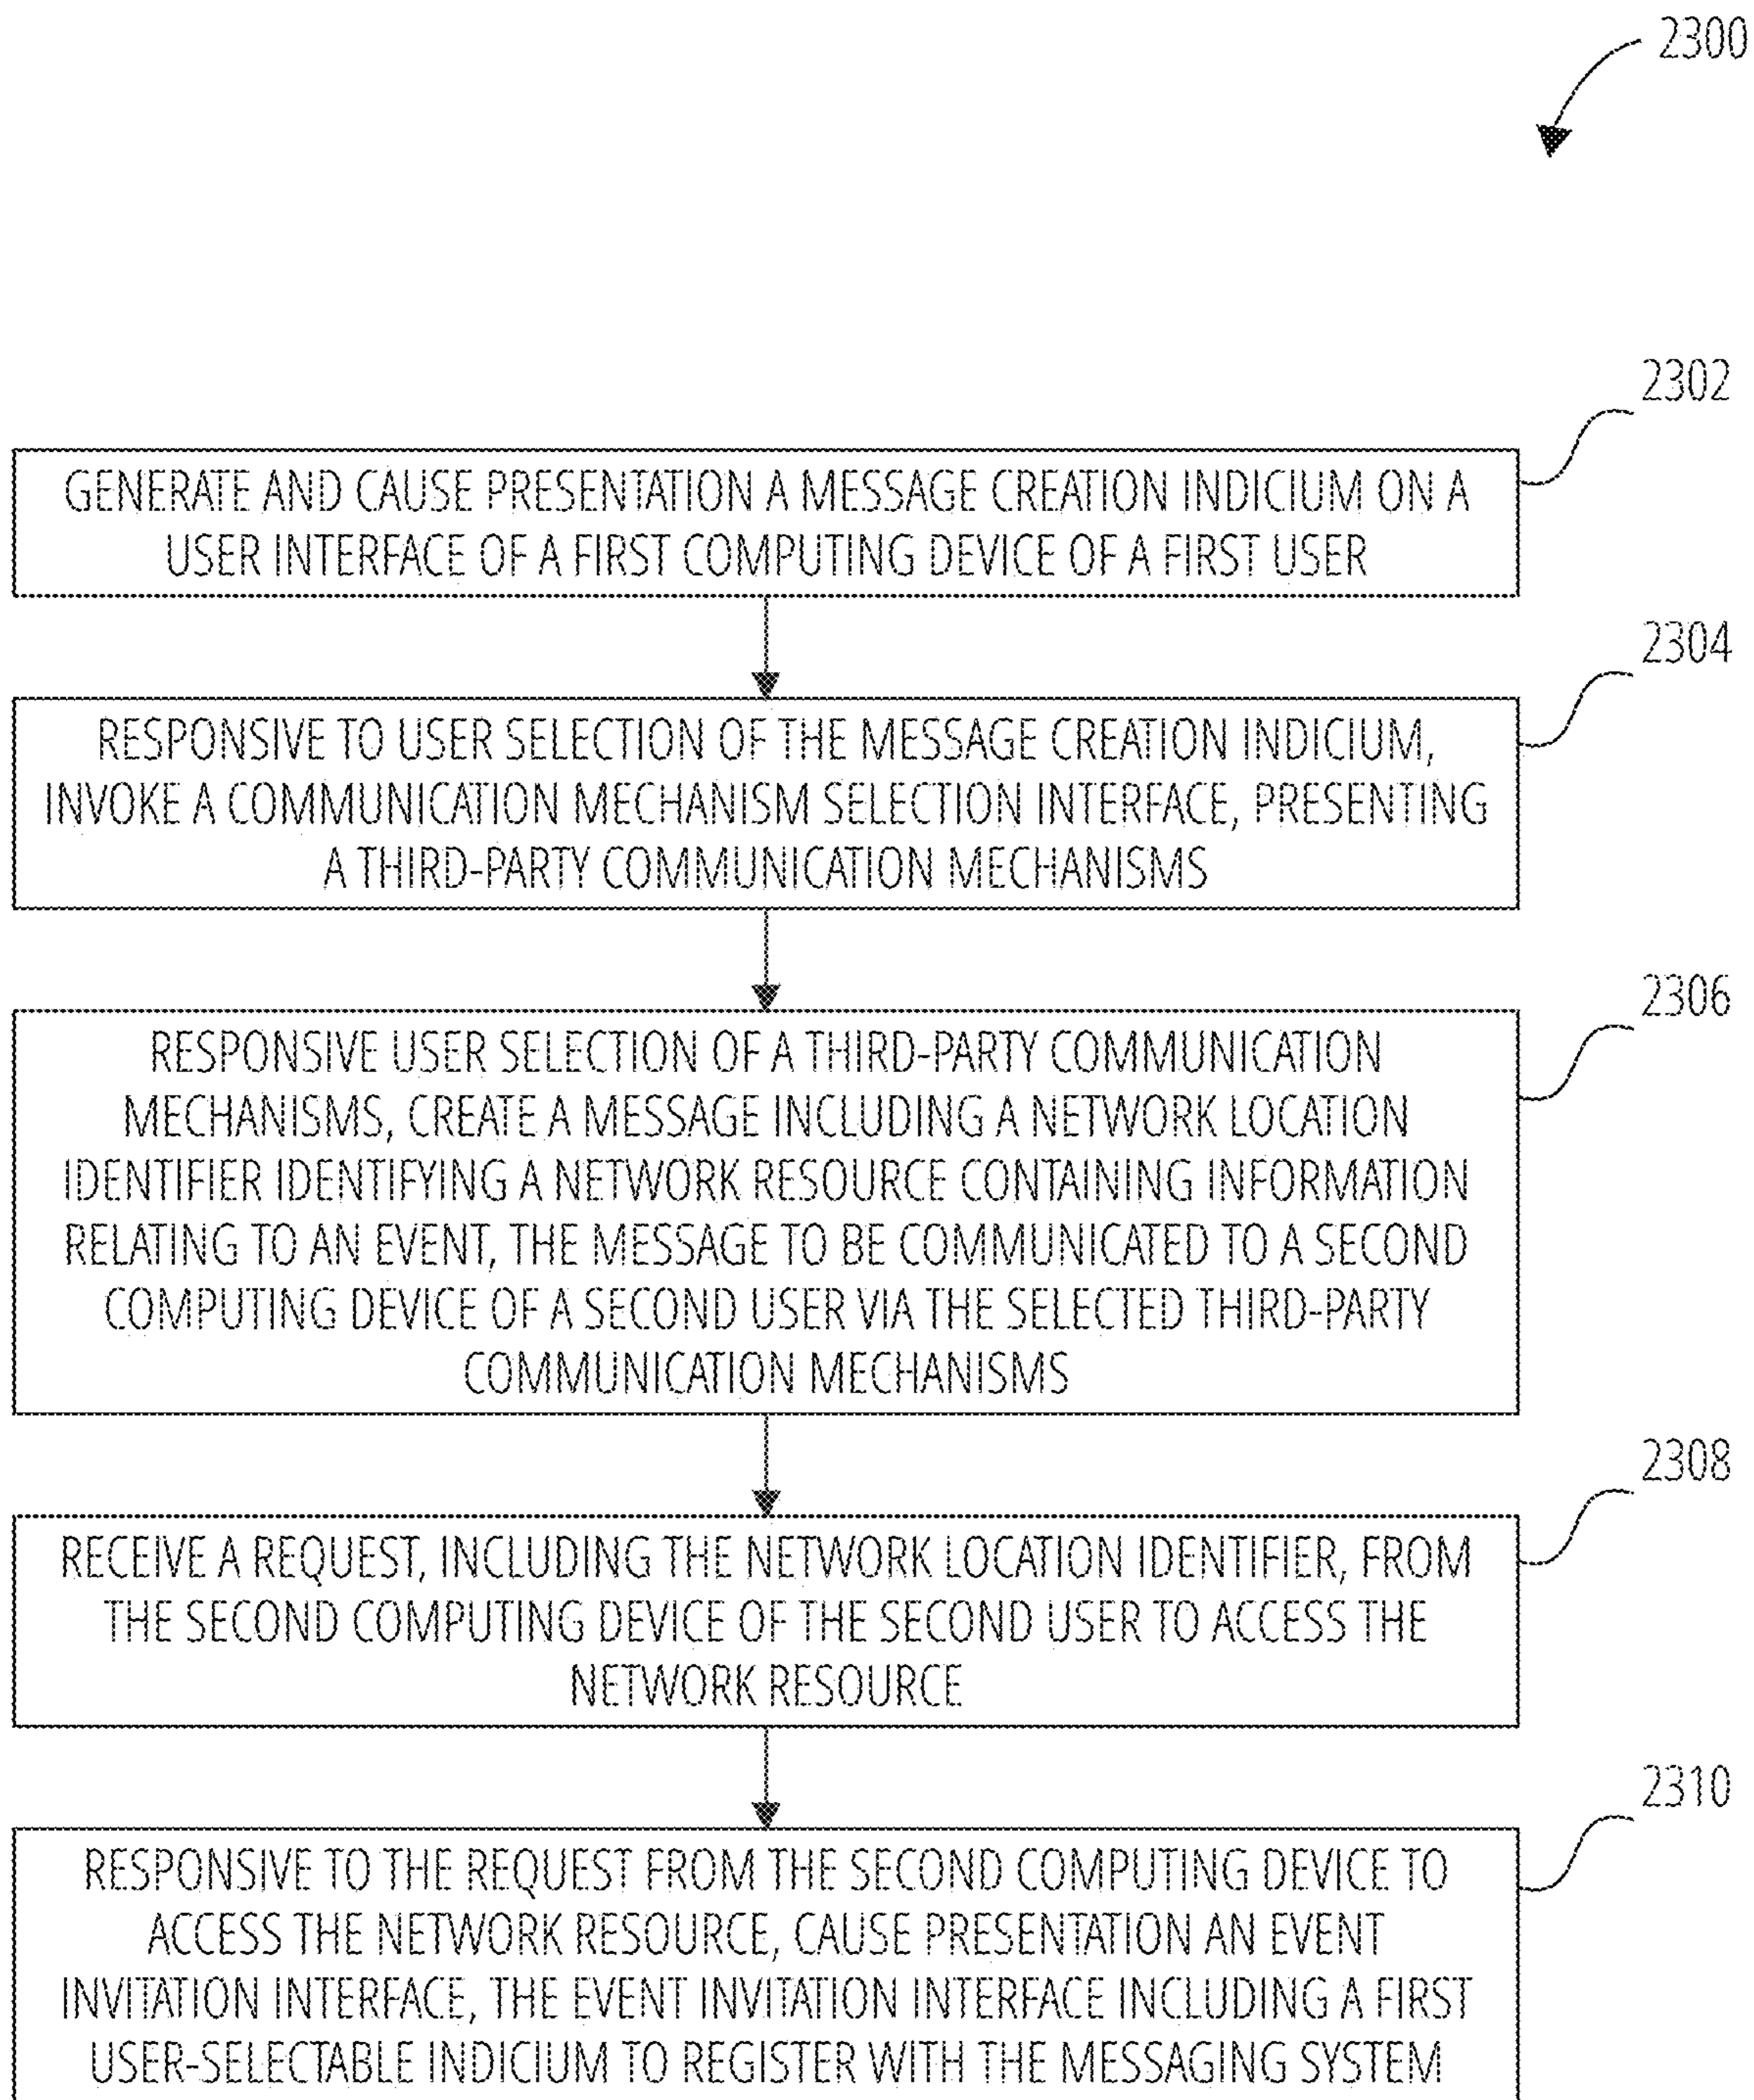 2300
2302
GENERATE AND CAUSE PRESENTATION A MESSAGE CREATION INDICIUM ON A
USER INTERFACE OF A FIRST COMPUTING DEVICE OF A FIRST USER
2304
RESPONSIVE TO USER SELECTION OF THE MESSAGE CREATION INDICIUM,
INVOKE A COMMUNICATION MECHANISM SELECTION INTERFACE, PRESENTING
A THIRD-PARTY COMMUNICATION MECHANISMS
2306
RESPONSIVE USER SELECTION OF A THIRD-PARTY COMMUNICATION
MECHANISMS, CREATE A MESSAGE INCLUDING A NETWORK LOCATION
IDENTIFIER IDENTIFYING A NETWORK RESOURCE CONTAINING INFORMATION
RELATING TO AN EVENT, THE MESSAGE TO BE COMMUNICATED TO A SECOND
COMPUTING DEVICE OF A SECOND USER VIA THE SELECTED THIRD-PARTY
COMMUNICATION MECHANISMS
2308
RECEIVE A REQUEST, INCLUDING THE NETWORK LOCATION IDENTIFIER, FROM
THE SECOND COMPUTING DEVICE OF THE SECOND USER TO ACCESS THE
NETWORK RESOURCE
2310
RESPONSIVE TO THE REQUEST FROM THE SECOND COMPUTING DEVICE TO
ACCESS THE NETWORK RESOURCE, CAUSE PRESENTATION AN EVENT
INVITATION INTERFACE, THE EVENT INVITATION INTERFACE INCLUDING A FIRST
USER-SELECTABLE INDICIUM TO REGISTER WITH THE MESSAGING SYSTEM